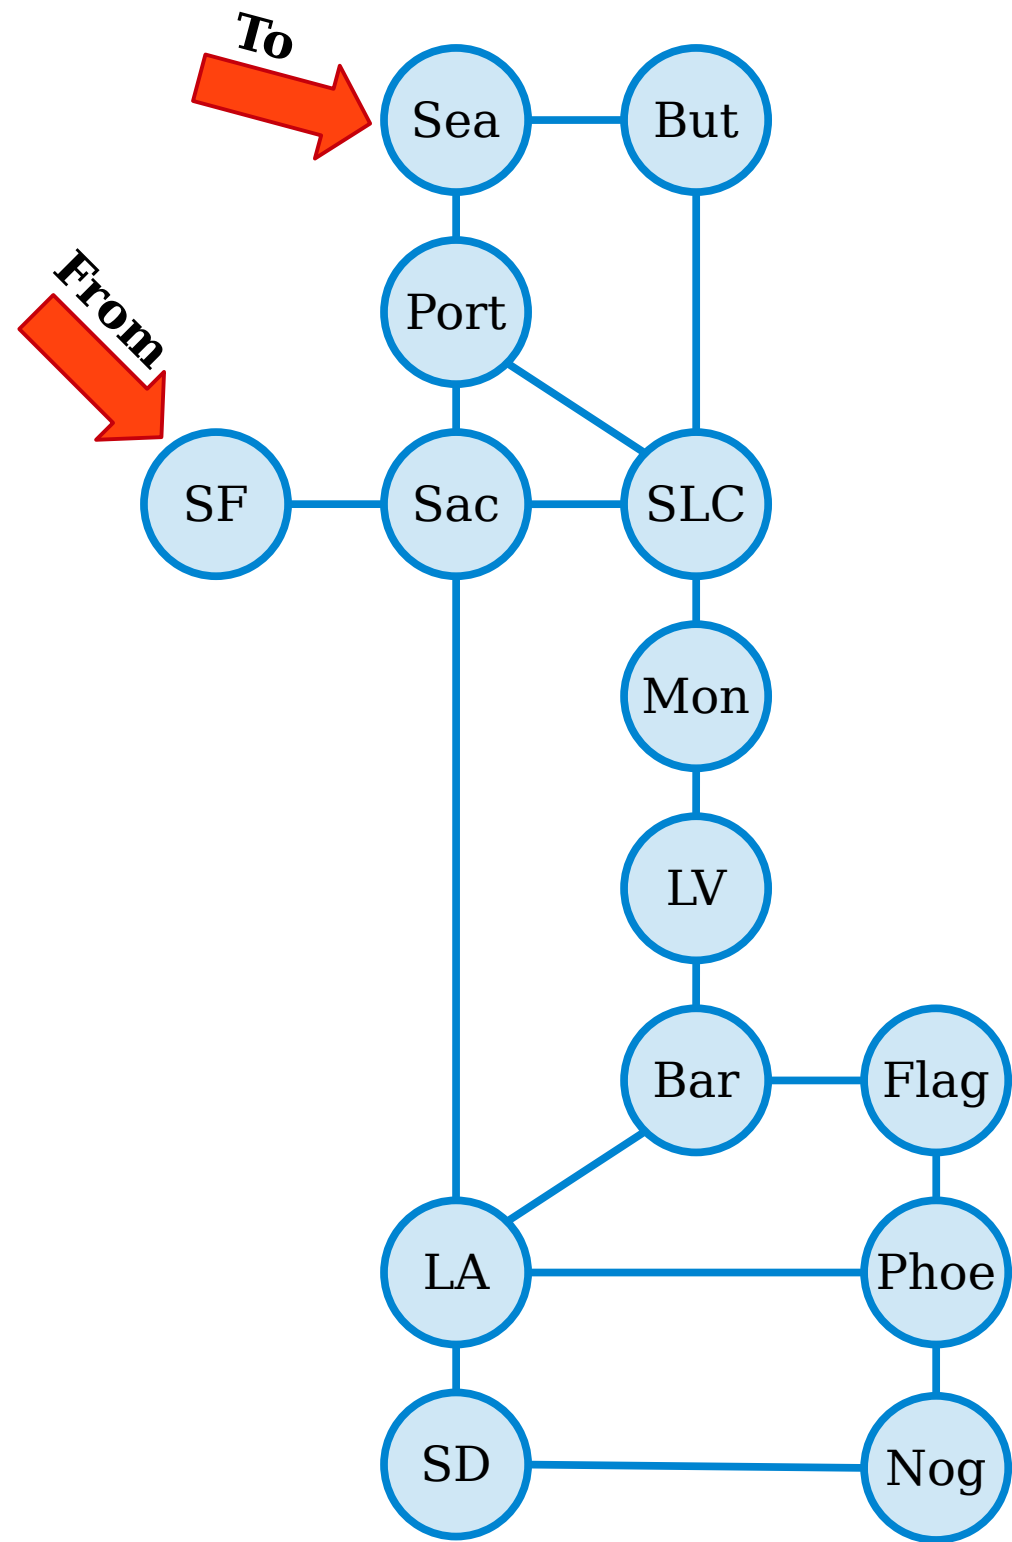 To
Sea
But
From
Port
SF
Sac
SLC
Mon
LV
Bar
Flag
LA
Phoe
SD
Nog